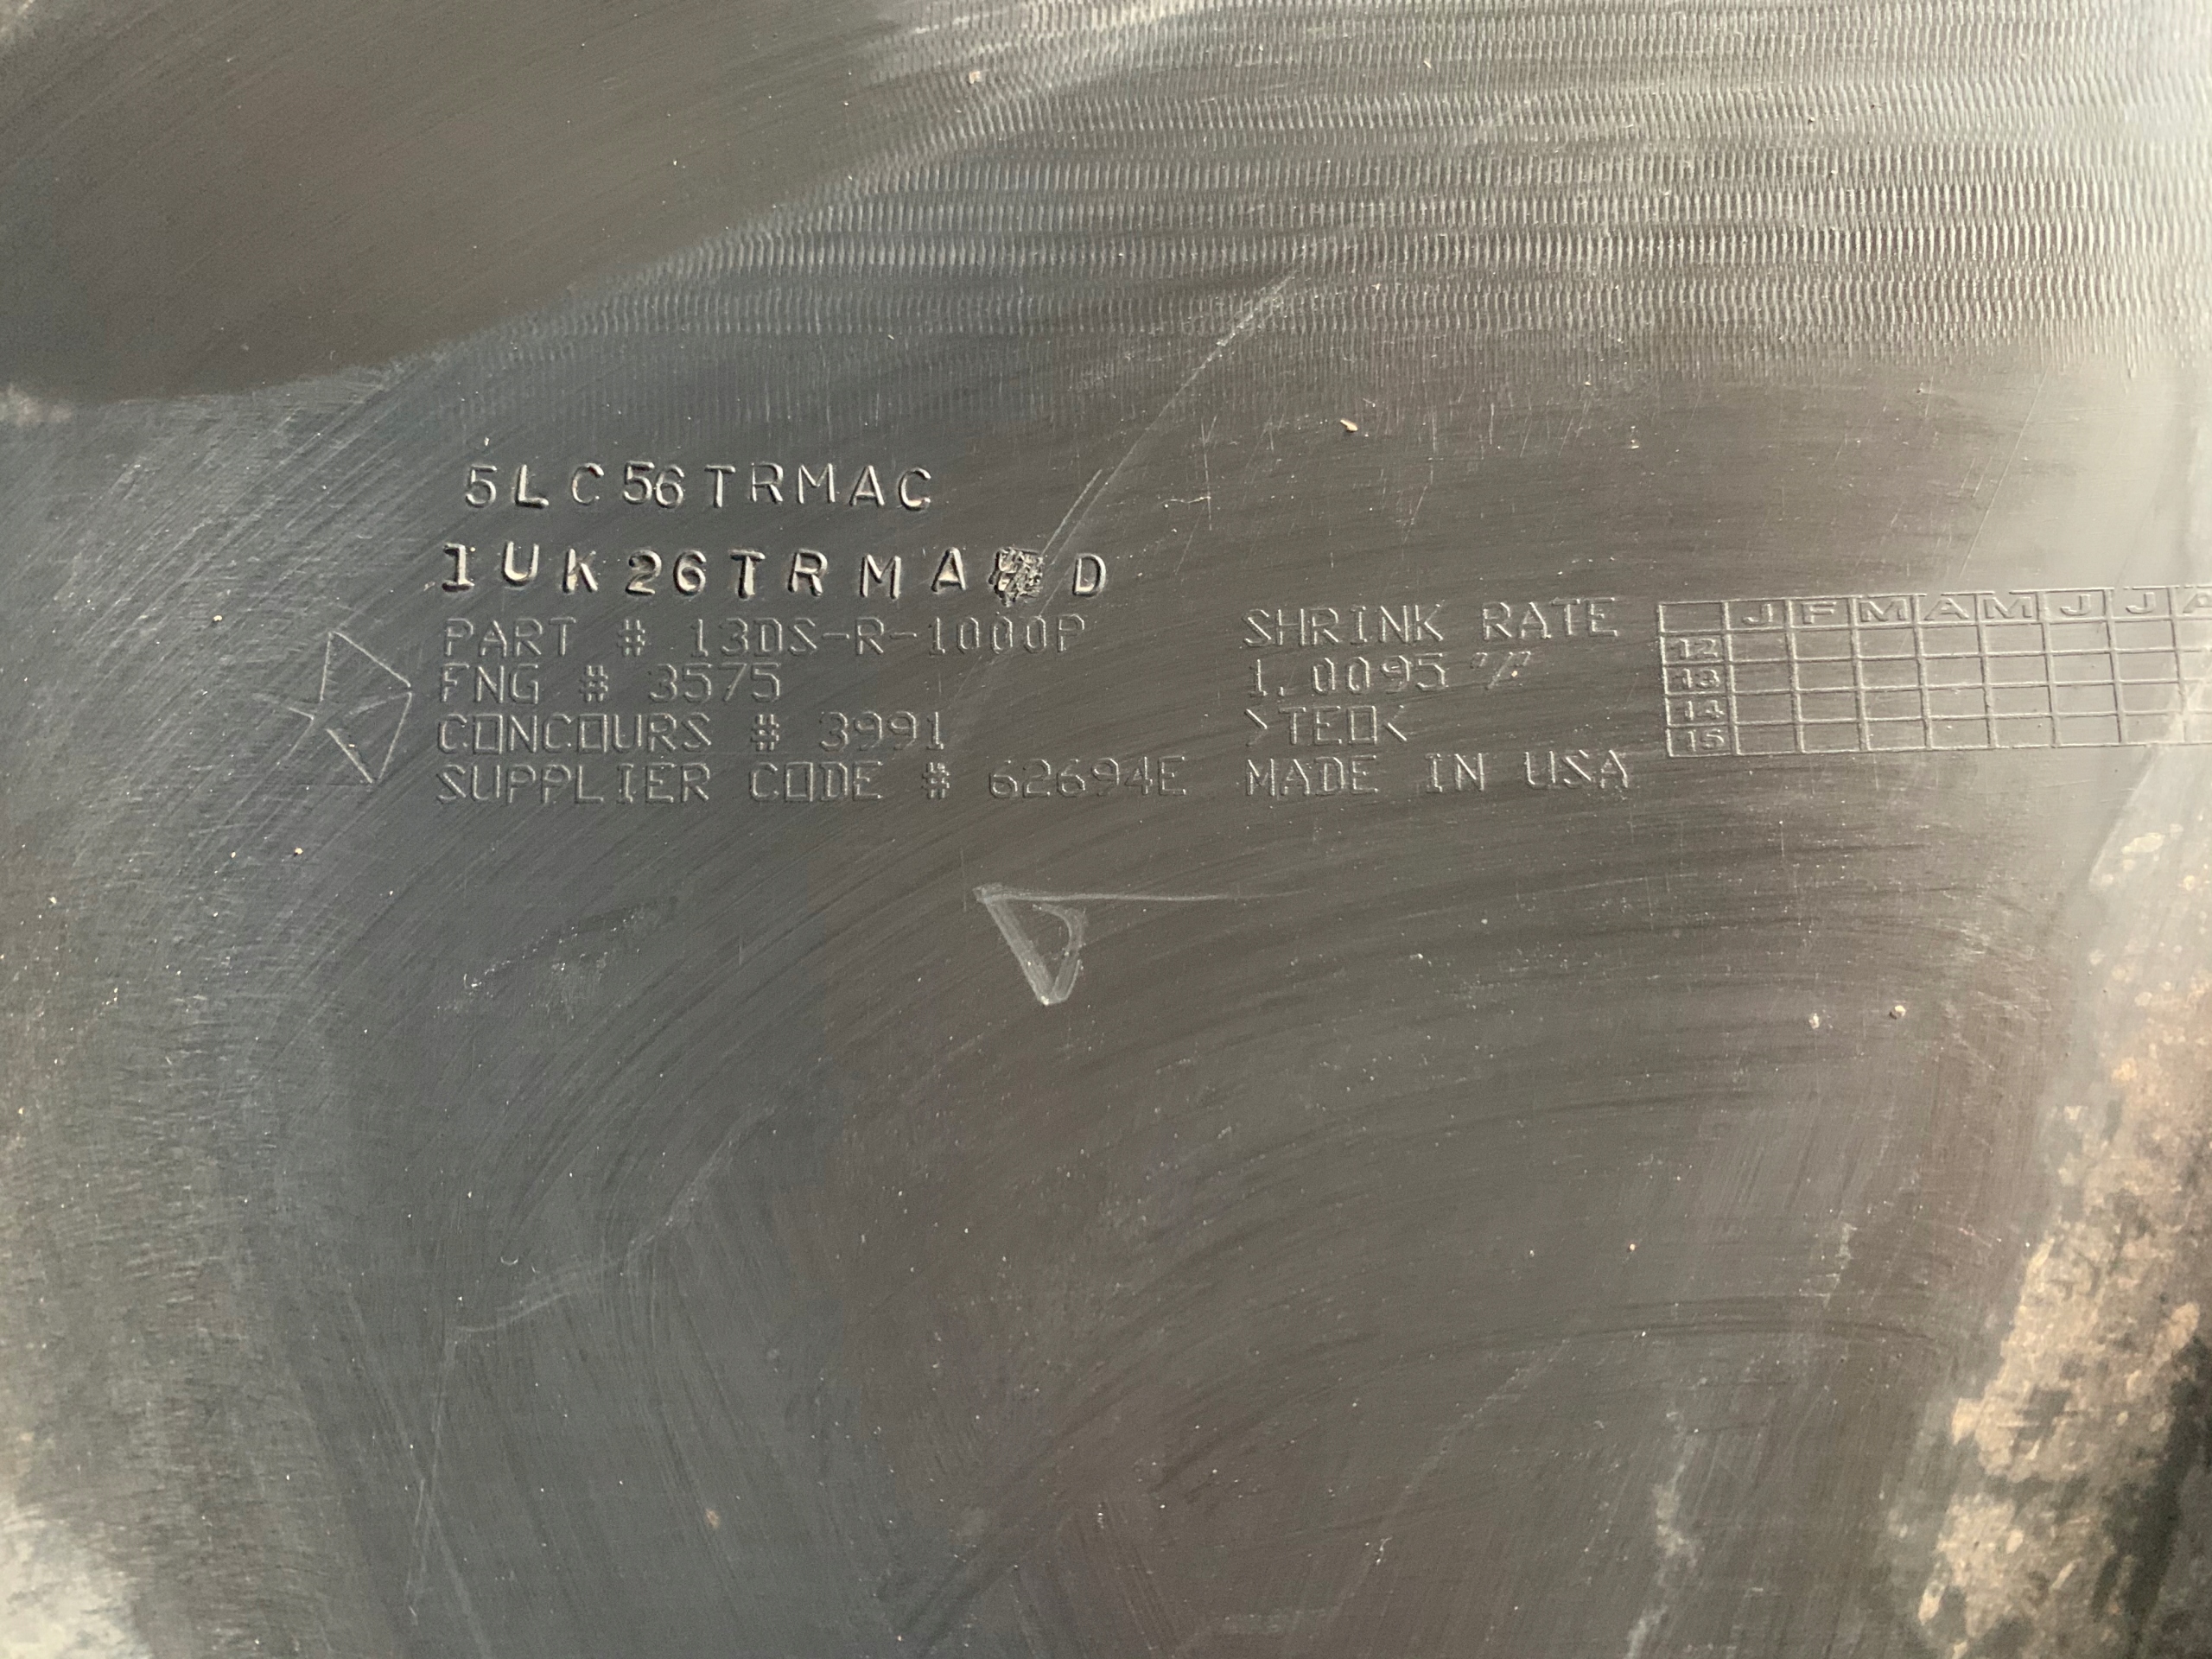 5LC56TRMAC
1UK26TRMA D
PART # 13DS-R-1000P
FNG # 3575
CONCOURS # 3991
SUPPLIER CODE # 62694E
SHRINK RATE
1.0095 "/"
>TEO<
MADE IN USA
J F M A M J J A
12
13
14
15